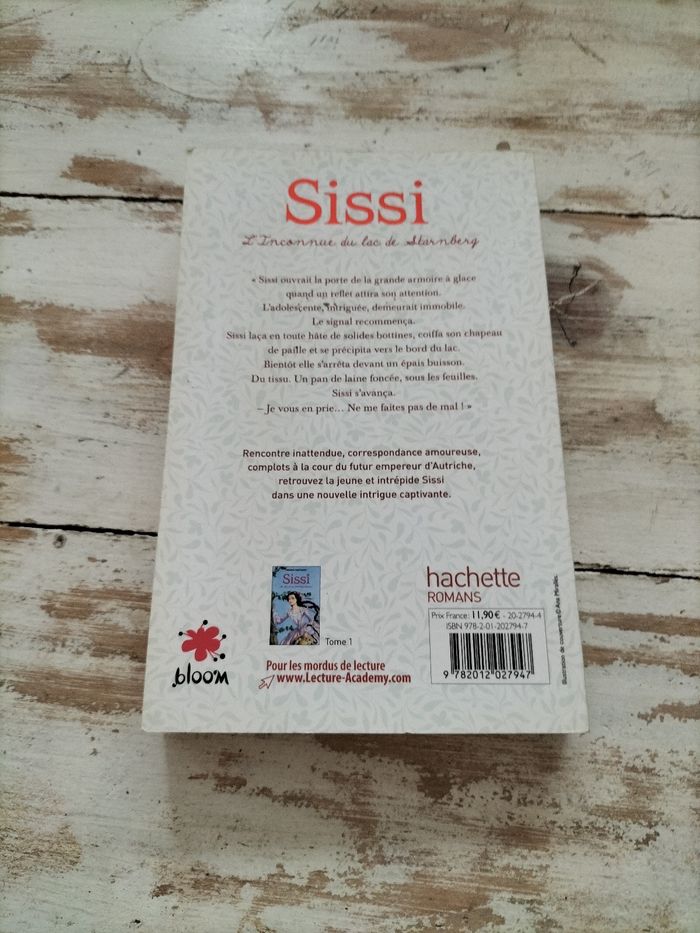 Sissi
L'Inconnue du lac de Starnberg
« Sissi ouvrait la porte de la grande armoire à glace
quand un reflet attira son attention.
L'adolescente, intriguée, demeurait immobile.
Le signal recommença.
Sissi laça en toute hâte de solides bottines, coiffa son chapeau
de paille et se précipita vers le bord du lac.
Bientôt elle s'arrêta devant un épais buisson.
Du tissu. Un pan de laine foncée, sous les feuilles.
Sissi s'avança.
– Je vous en prie… Ne me faites pas de mal ! »
Rencontre inattendue, correspondance amoureuse,
complots à la cour du futur empereur d'Autriche,
retrouvez la jeune et intrépide Sissi
dans une nouvelle intrigue captivante.
Sissi
Tome 1
bloom
Pour les mordus de lecture
www.Lecture-Academy.com
hachette
ROMANS
Prix France: 11,90 € - 20-2794-4
ISBN 978-2-01-202794-7
9 782012 027947
Illustration de couverture © Ana Mirallès.